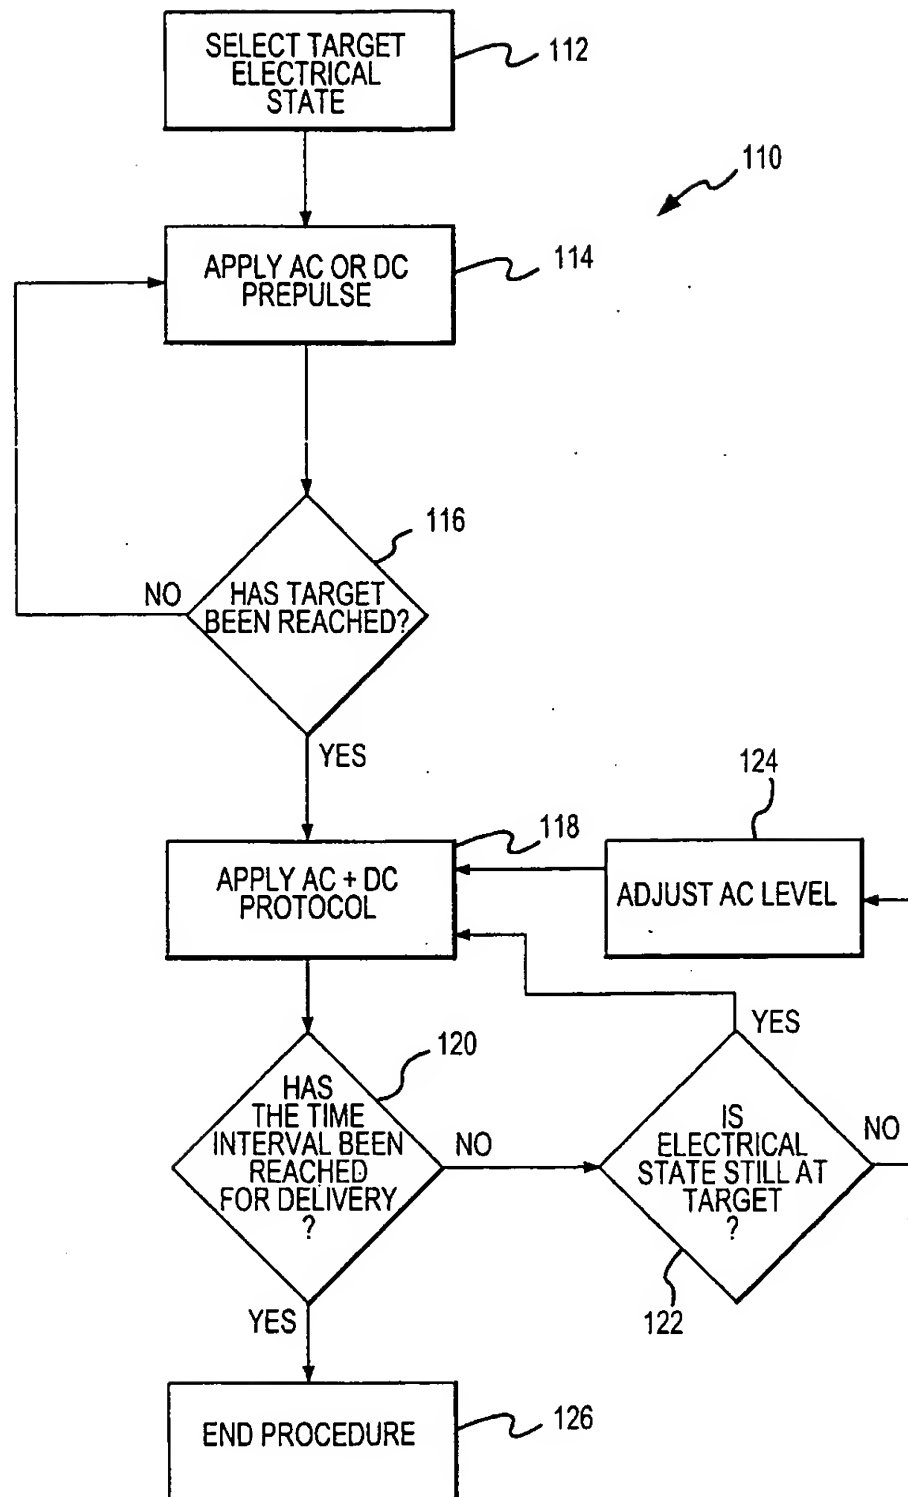 SELECT TARGET
ELECTRICAL
STATE
112
110
APPLY AC OR DC
PREPULSE
114
116
HAS TARGET
BEEN REACHED?
NO
YES
124
118
APPLY AC + DC
PROTOCOL
ADJUST AC LEVEL
YES
120
HAS
THE TIME
INTERVAL BEEN
REACHED
FOR DELIVERY
?
NO
IS
ELECTRICAL
STATE STILL AT
TARGET
?
NO
122
YES
END PROCEDURE
126